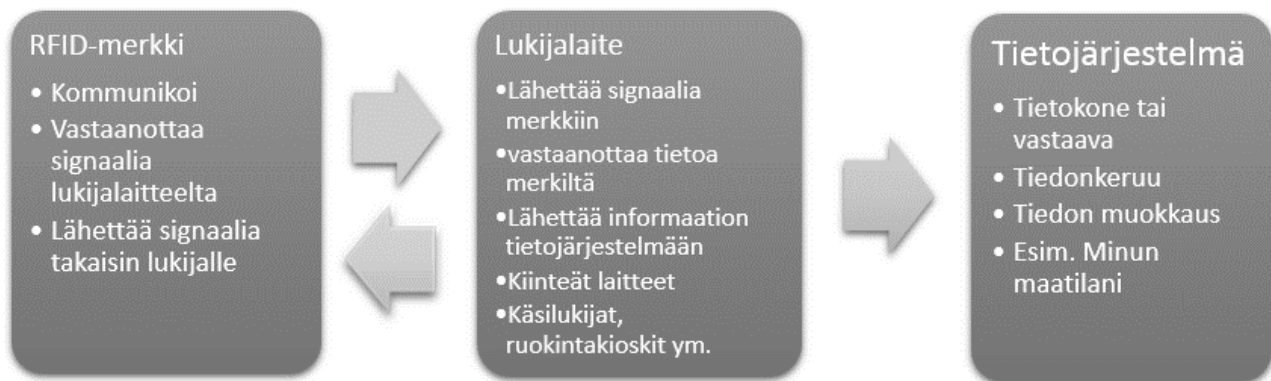 RFID-merkki
• Kommunikoi
• Vastaanottaa
signaalia
lukijalaitteelta
• Lähettää signaalia
takaisin lukijalle
Lukijalaite
•Lähettää signaalia
merkkiin
•vastaanottaa tietoa
merkiltä
•Lähettää informaation
tietojärjestelmään
•Kiinteät laitteet
•Käsilukijat,
ruokintakioskit ym.
Tietojärjestelmä
• Tietokone tai
vastaava
• Tiedonkeruu
• Tiedon muokkaus
• Esim. Minun
maatilani